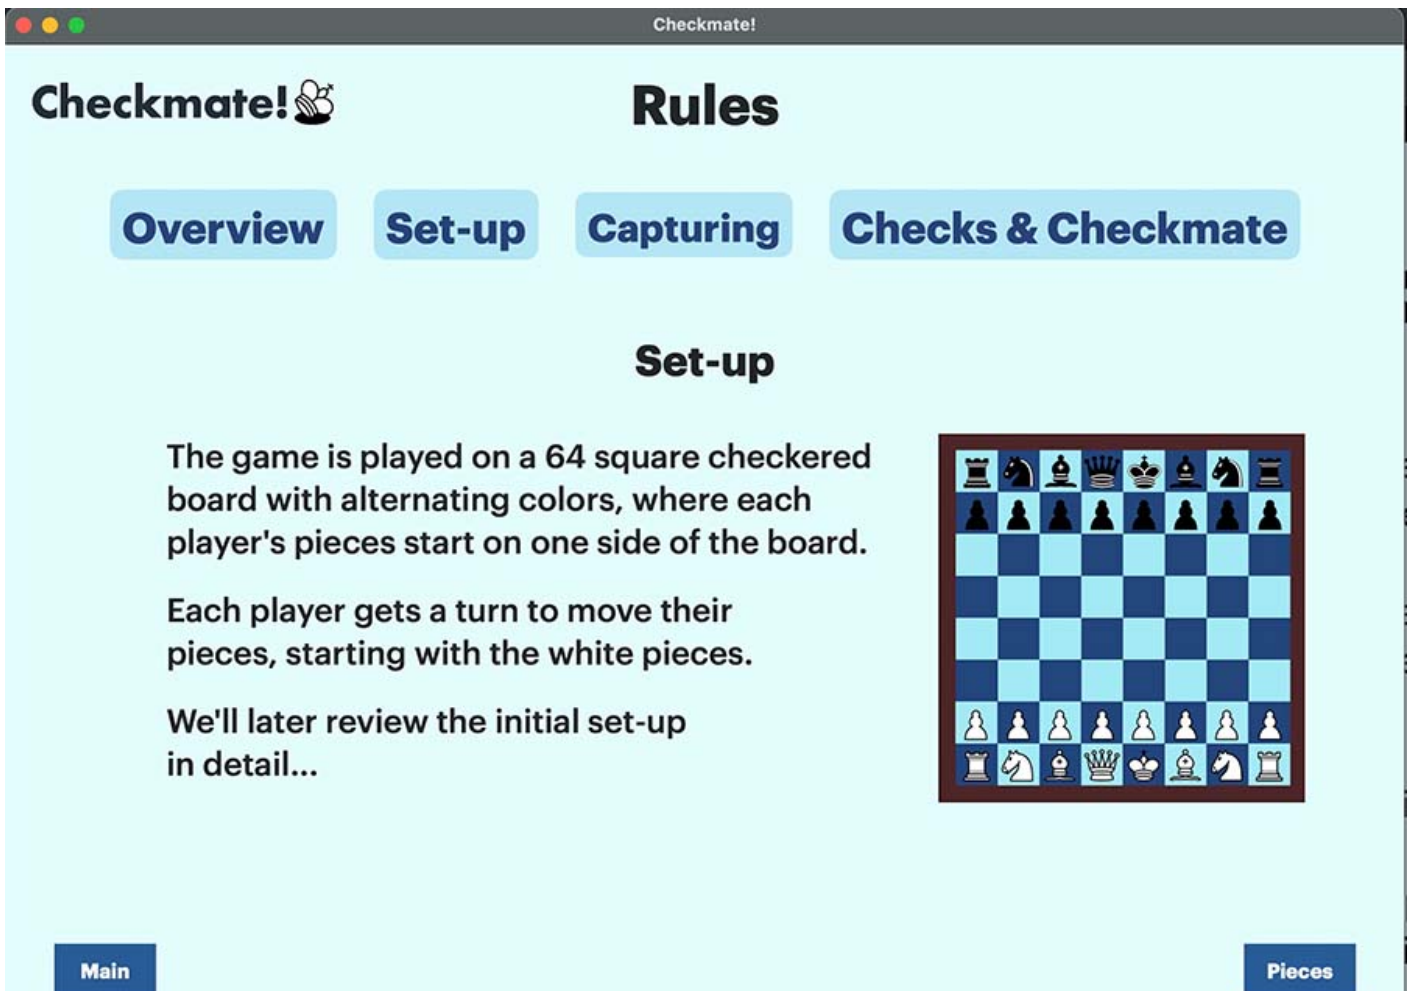 Checkmate!
Checkmate!
Rules
Overview
Set-up
Capturing
Checks & Checkmate
Set-up
The game is played on a 64 square checkered
board with alternating colors, where each
player's pieces start on one side of the board.
Each player gets a turn to move their
pieces, starting with the white pieces.
We'll later review the initial set-up
in detail...
Main
Pieces